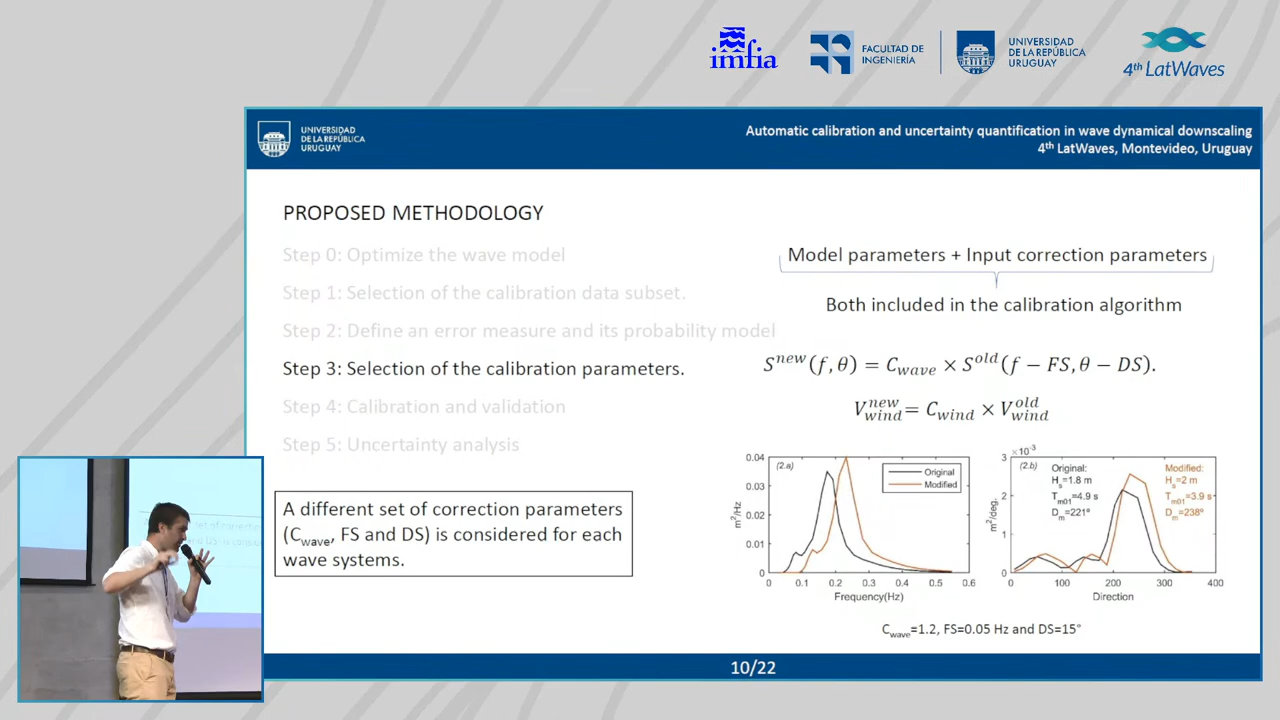 imfia
FACULTAD DE
INGENIERÍA
UNIVERSIDAD
DE LA REPÚBLICA
URUGUAY
4th LatWaves
UNIVERSIDAD
DE LA REPÚBLICA
URUGUAY
Automatic calibration and uncertainty quantification in wave dynamical downscaling
4th LatWaves, Montevideo, Uruguay
PROPOSED METHODOLOGY
Step 0: Optimize the wave model
Step 1: Selection of the calibration data subset.
Step 2: Define an error measure and its probability model
Step 3: Selection of the calibration parameters.
Step 4: Calibration and validation
Step 5: Uncertainty analysis
A different set of correction parameters
(Cwave, FS and DS) is considered for each
wave systems.
Model parameters + Input correction parameters
Both included in the calibration algorithm
S^new(f, θ) = C_wave × S^old(f − FS, θ − DS).
V_wind^new = C_wind × V_wind^old
(2.a)
Original
Modified
0.04
0.03
0.02
0.01
0
m²/Hz
0 0.1 0.2 0.3 0.4 0.5 0.6
Frequency(Hz)
×10⁻³
(2.b)
Original:
Hs=1.8 m
Tm01=4.9 s
Dm=221º
Modified:
Hs=2 m
Tm01=3.9 s
Dm=238º
3
2
1
0
m²/deg.
0 100 200 300 400
Direction
Cwave=1.2, FS=0.05 Hz and DS=15°
10/22